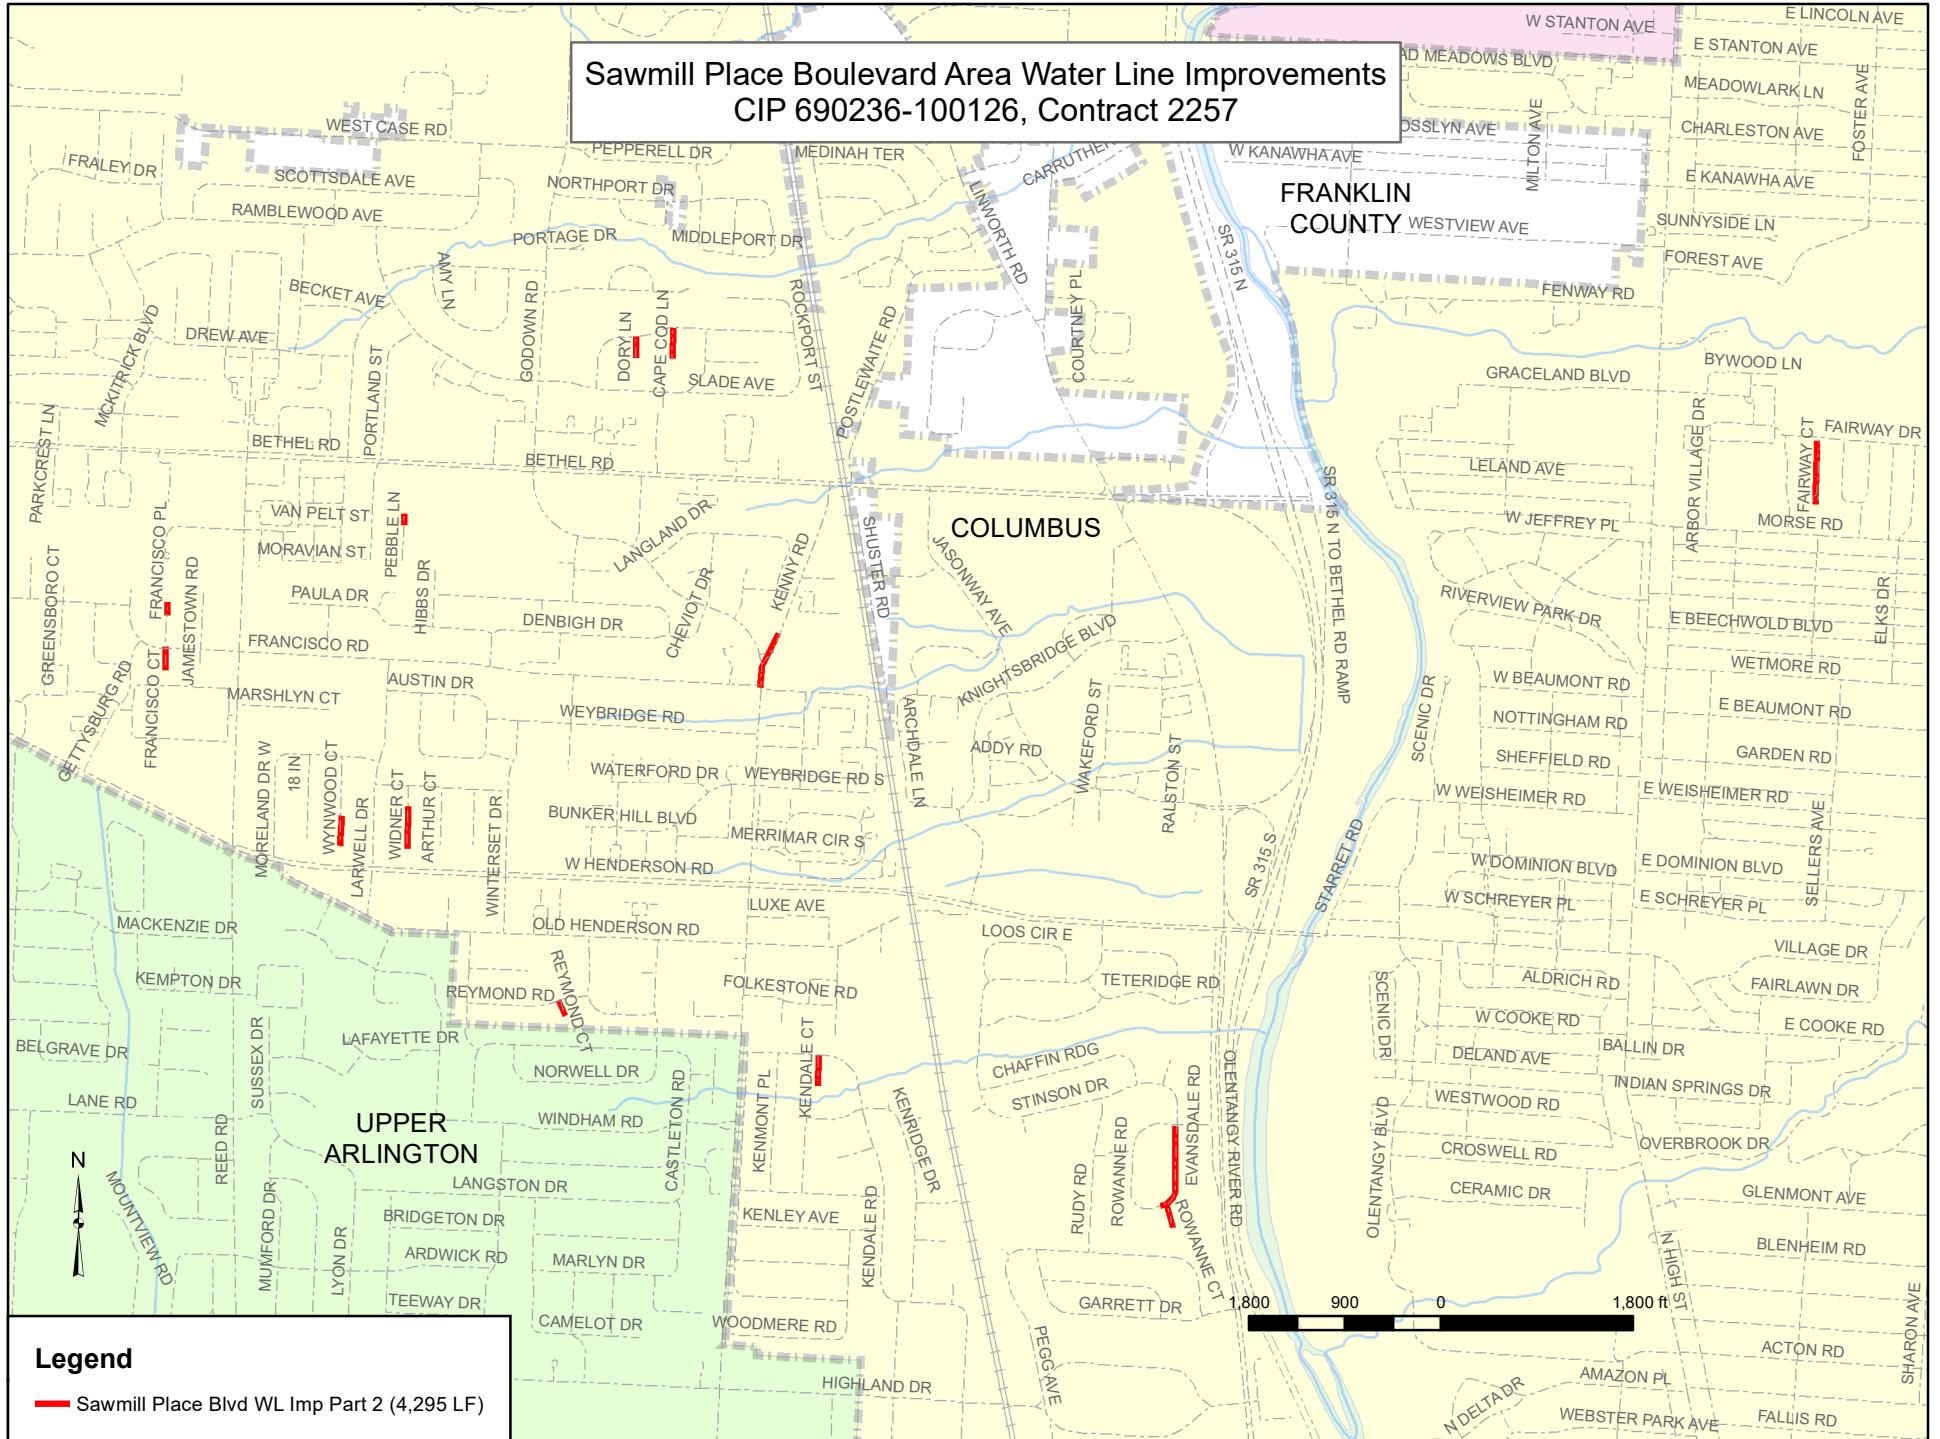 W STANTON AVE
E LINCOLN AVE
E STANTON AVE
Sawmill Place Boulevard Area Water Line Improvements
CIP 690236-100126, Contract 2257
MEADOWS BLVD
MEADOWLARK LN
FOSTER AVE
WEST CASE RD
PEPPERELL DR
MEDINAH TER
CARRUTHER
OSSLYN AVE
W KANAWHA AVE
MILTON AVE
CHARLESTON AVE
FRALEY DR
SCOTTSDALE AVE
NORTHPORT DR
E KANAWHA AVE
FRANKLIN
COUNTY
RAMBLEWOOD AVE
LINWORTH RD
WESTVIEW AVE
SUNNYSIDE LN
PORTAGE DR
MIDDLEPORT DR
SR 315 N
FOREST AVE
AMY LN
BECKET AVE
GODOWN RD
ROCKPORT ST
COURTNEY PL
FENWAY RD
DREW AVE
MCKITRICK BLVD
DORY LN
CAPE COD LN
POSTLEWAITE RD
BYWOOD LN
PORTLAND ST
SLADE AVE
GRACELAND BLVD
PARKCREST LN
BETHEL RD
BETHEL RD
ARBOR VILLAGE DR
FAIRWAY CT
FAIRWAY DR
LELAND AVE
SR 315 N TO BETHEL RD RAMP
FRANCISCO PL
VAN PELT ST
PEBBLE LN
LANGLAND DR
SHUSTER RD
COLUMBUS
W JEFFREY PL
MORSE RD
MORAVIAN ST
KENNY RD
JASONWAY AVE
GREENSBORO CT
JAMESTOWN RD
PAULA DR
HIBBS DR
CHEVIOT DR
RIVERVIEW PARK DR
ELKS DR
DENBIGH DR
KNIGHTSBRIDGE BLVD
E BEECHWOLD BLVD
FRANCISCO RD
WETMORE RD
GETTYSBURG RD
FRANCISCO CT
MARSHLYN CT
AUSTIN DR
WEYBRIDGE RD
ARCHDALE LN
WAKEFORD ST
SCENIC DR
W BEAUMONT RD
E BEAUMONT RD
NOTTINGHAM RD
ADDY RD
RALSTON ST
SHEFFIELD RD
GARDEN RD
MORELAND DR W
18 IN
WYNWOOD CT
WATERFORD DR
WEYBRIDGE RD S
W WEISHEIMER RD
E WEISHEIMER RD
LARWELL DR
WIDNER CT
ARTHUR CT
WINTERSET DR
BUNKER HILL BLVD
MERRIMAR CIR S
W HENDERSON RD
SR 315 S
STARRET RD
W DOMINION BLVD
E DOMINION BLVD
SELLERS AVE
LUXE AVE
W SCHREYER PL
E SCHREYER PL
MACKENZIE DR
OLD HENDERSON RD
LOOS CIR E
VILLAGE DR
KEMPTON DR
REYMOND RD
REYMOND CT
FOLKESTONE RD
TETERIDGE RD
SCENIC DR
ALDRICH RD
FAIRLAWN DR
W COOKE RD
E COOKE RD
BELGRAVE DR
SUSSEX DR
LAFAYETTE DR
KENDALE CT
CHAFFIN RDG
DELAND AVE
BALLIN DR
NORWELL DR
STINSON DR
EVANSDALE RD
INDIAN SPRINGS DR
LANE RD
UPPER
ARLINGTON
WINDHAM RD
CASTLETON RD
KENMONT PL
KENRIDGE DR
WESTWOOD RD
OLENTANGY RIVER RD
OLENTANGY BLVD
CROSWELL RD
OVERBROOK DR
N
REED RD
LANGSTON DR
RUDY RD
ROWANNE RD
CERAMIC DR
GLENMONT AVE
MOUNTVIEW RD
MUMFORD DR
LYON DR
BRIDGETON DR
KENLEY AVE
KENDALE RD
ROWANNE CT
ARDWICK RD
MARLYN DR
N HIGH ST
BLENHEIM RD
TEEWAY DR
CAMELOT DR
WOODMERE RD
GARRETT DR
1,800 900 0 1,800 ft
SHARON AVE
PEGG AVE
ACTON RD
Legend
Sawmill Place Blvd WL Imp Part 2 (4,295 LF)
HIGHLAND DR
AMAZON PL
N DELTA DR
WEBSTER PARK AVE
FALLIS RD